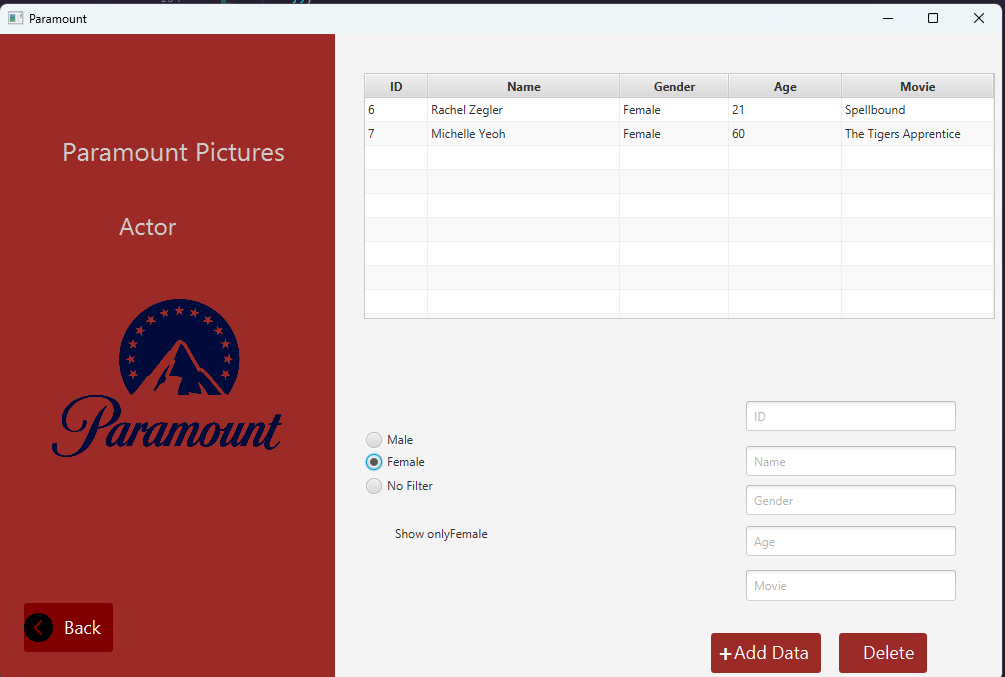 Paramount
Paramount Pictures
Actor
Paramount
Back
ID Name Gender Age Movie
6 Rachel Zegler Female 21 Spellbound
7 Michelle Yeoh Female 60 The Tigers Apprentice
Male
Female
No Filter
Show onlyFemale
ID
Name
Gender
Age
Movie
+Add Data
Delete